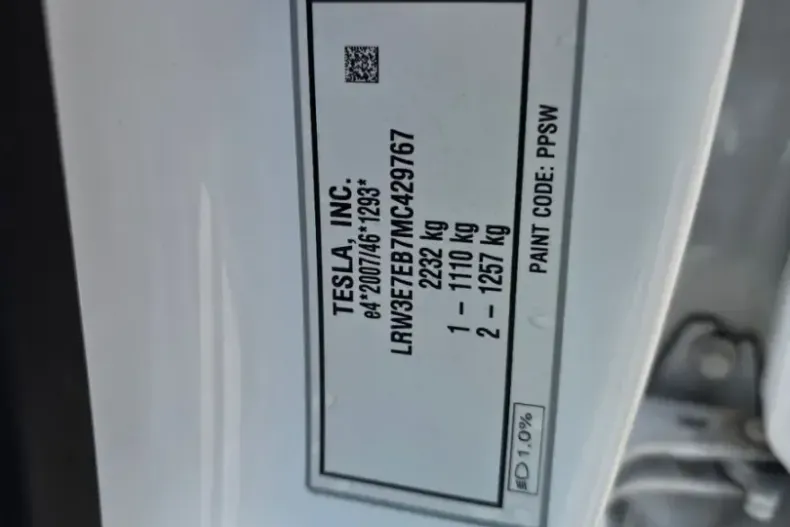 TESLA, INC.
e4*2007/46*1293*
LRW3E7EB7MC429767
2232 kg
1 – 1110 kg
2 – 1257 kg
PAINT CODE: PPSW
1.0%